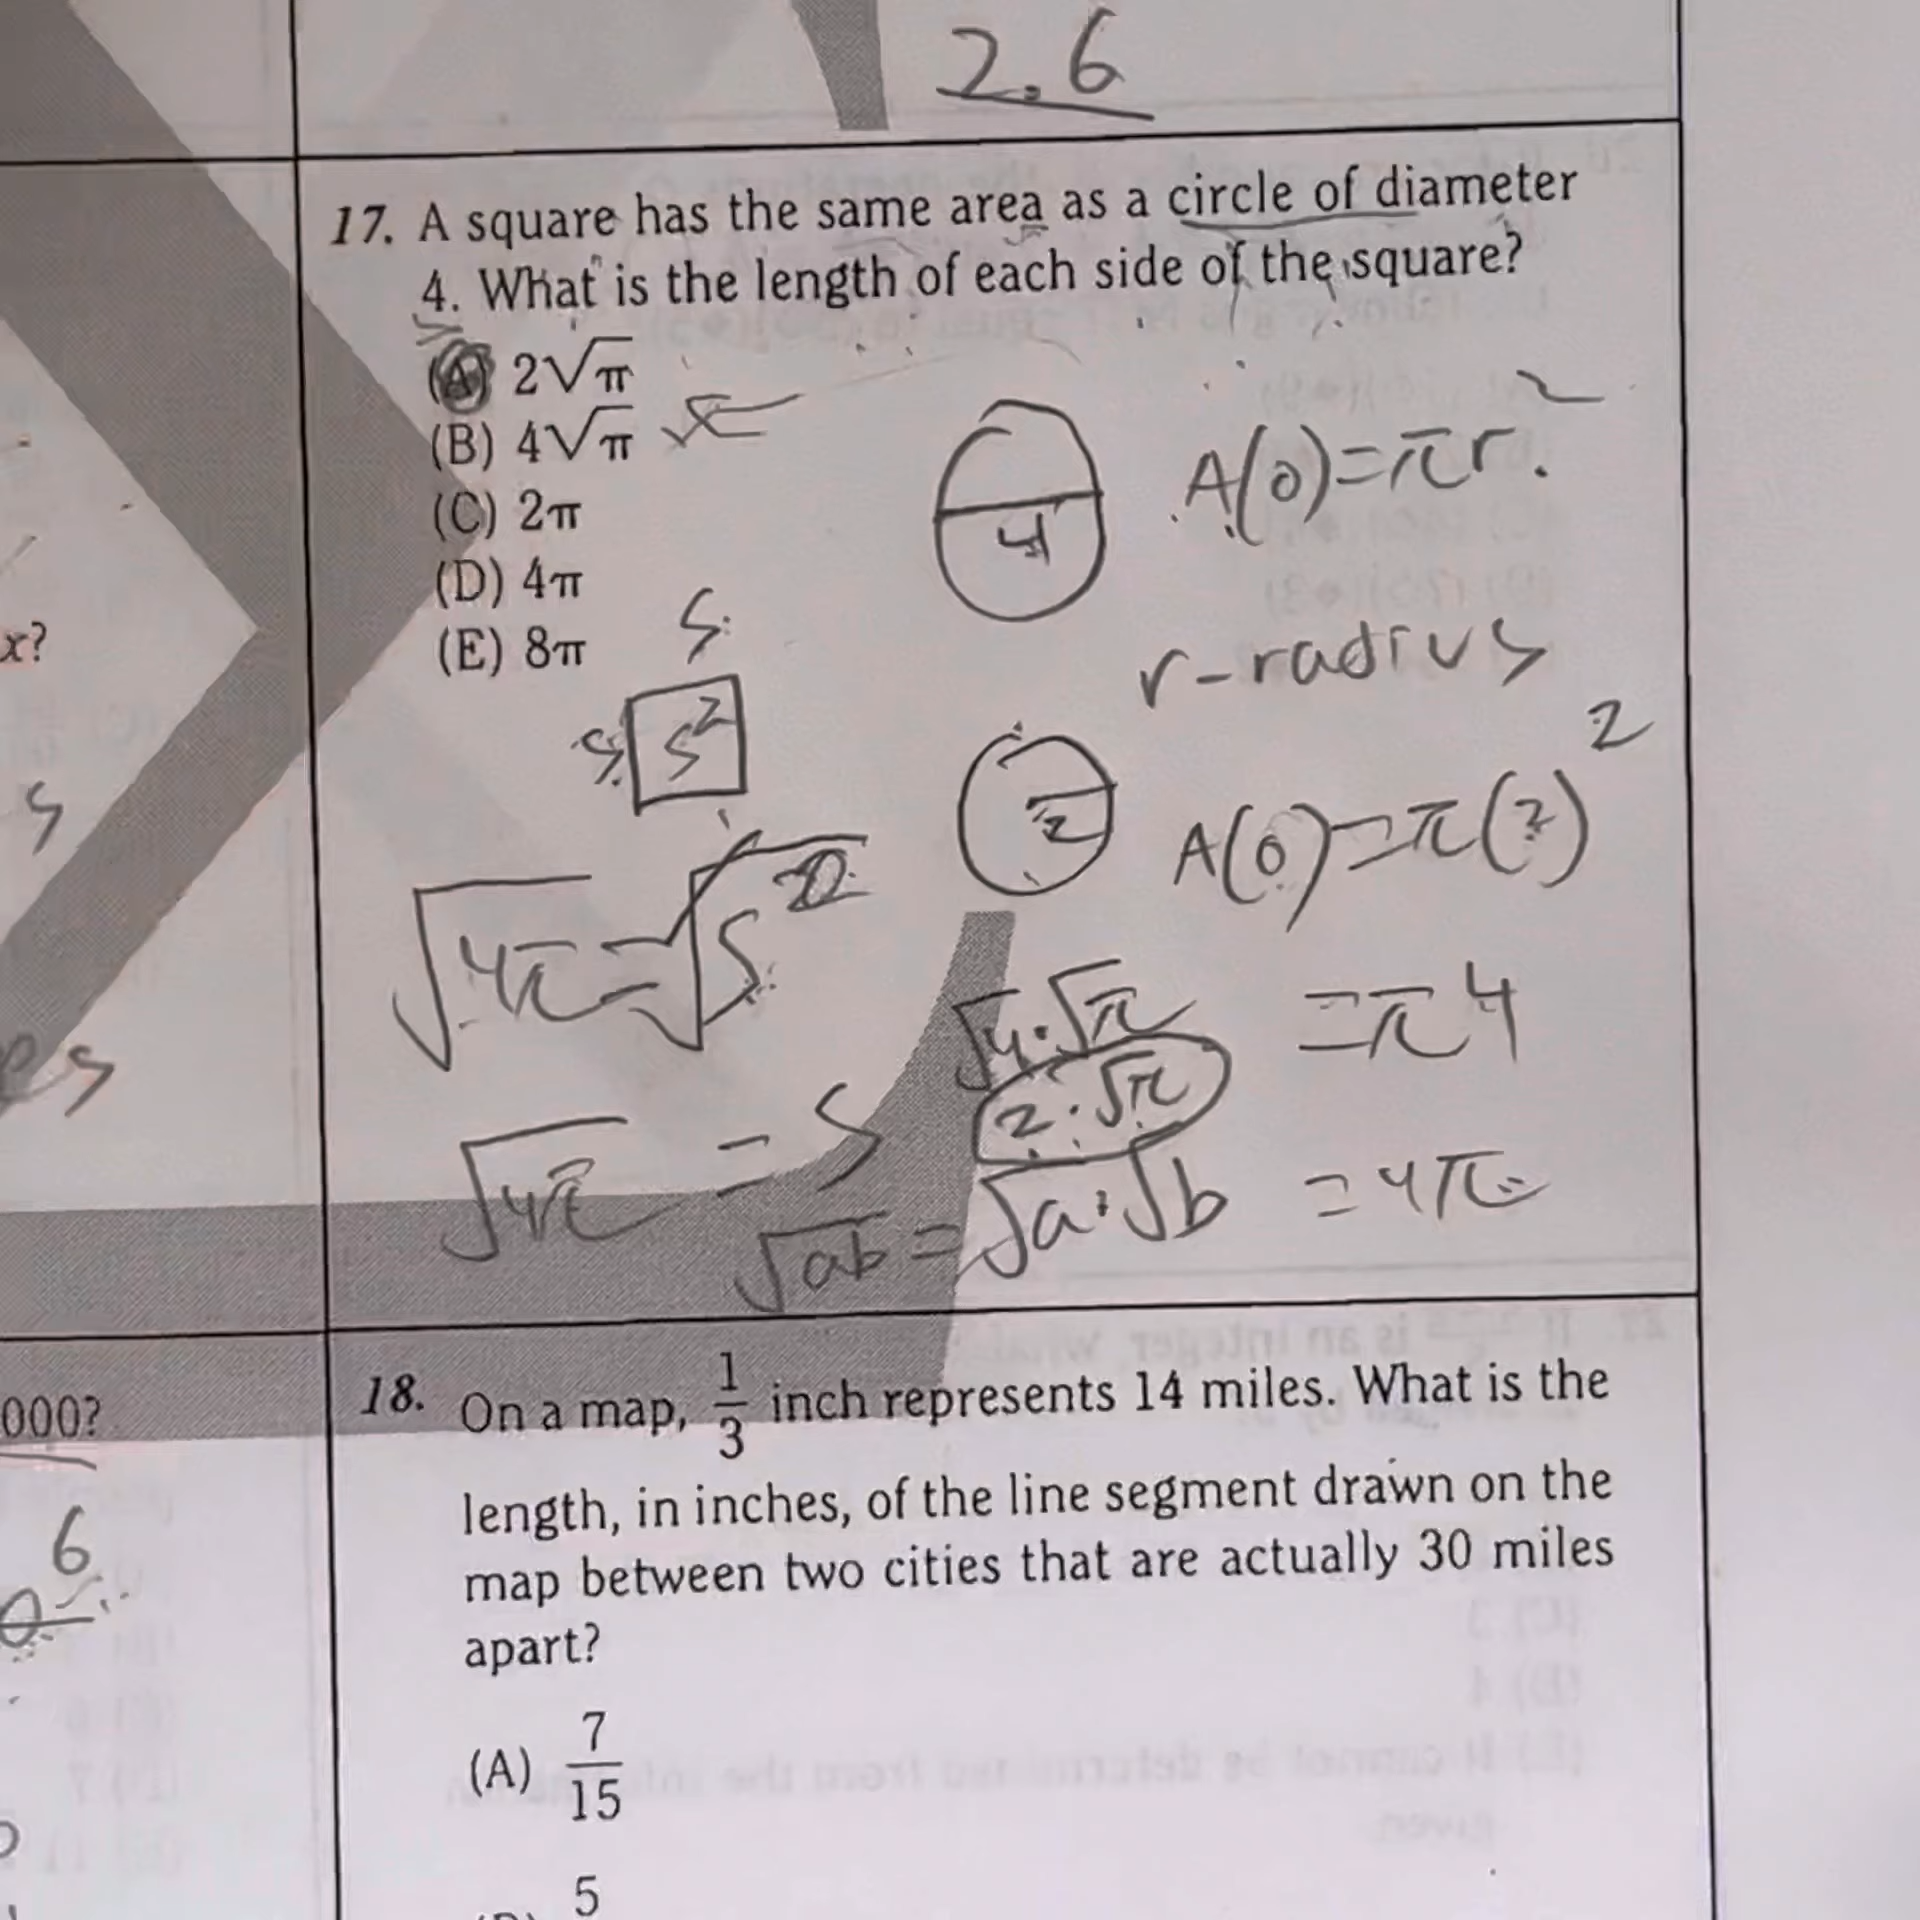 2.6
17. A square has the same area as a circle of diameter
4. What is the length of each side of the square?
(A) 2√π
(B) 4√π
(C) 2π
(D) 4π
(E) 8π
4
A(0)=πr²
r-radius
s
s
s²
2
A(0)=π(2)²
√4π=√s²
√4·√π
=π4
2·√π
√4π = s
√ab = √a·√b
=4π
18. On a map, 1/3 inch represents 14 miles. What is the
length, in inches, of the line segment drawn on the
map between two cities that are actually 30 miles
apart?
(A) 7/15
5
x?
s
es
000?
6